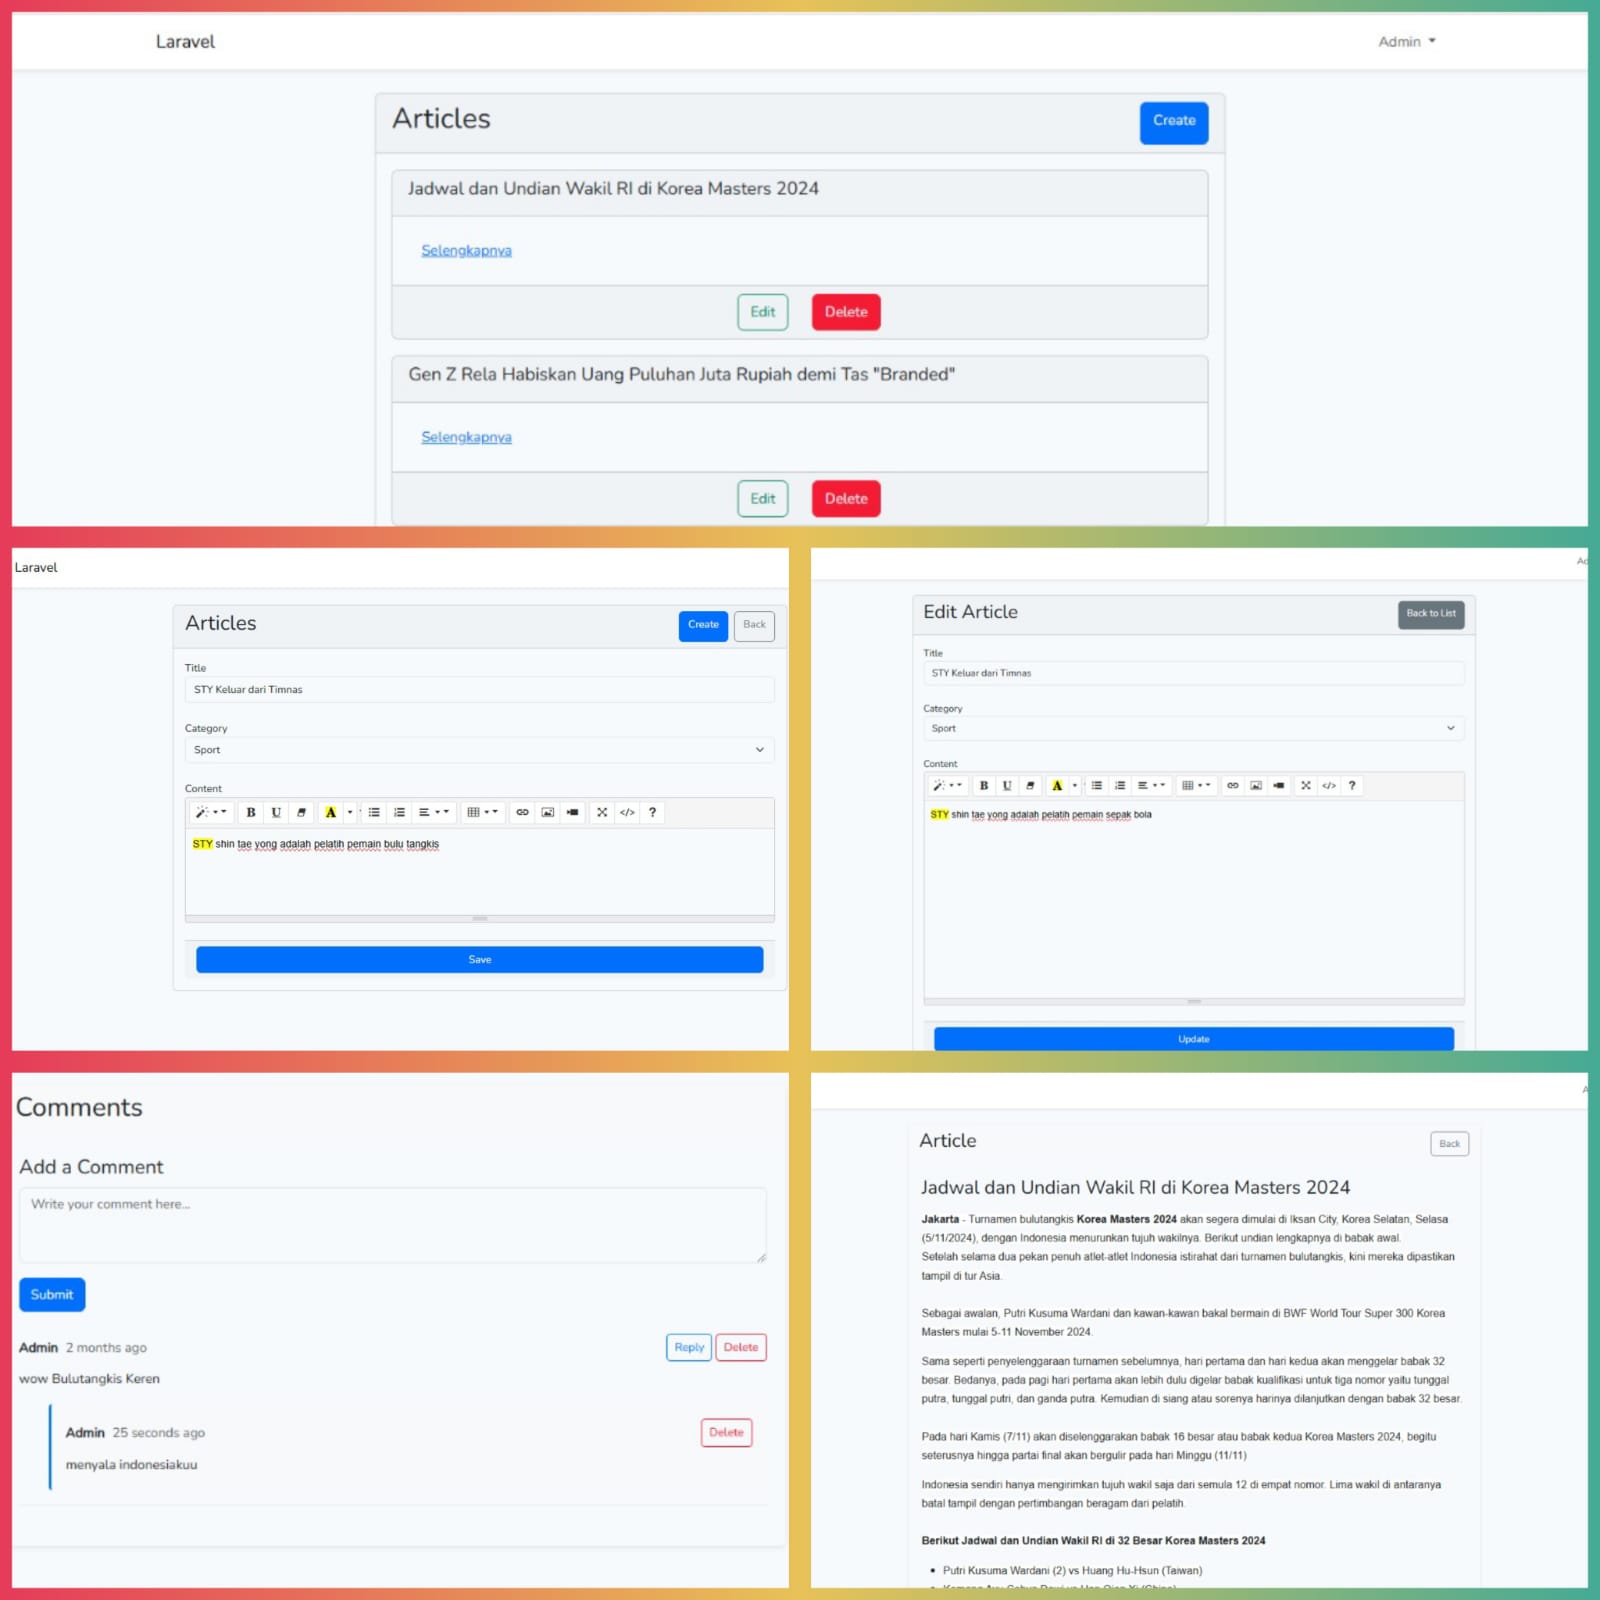 Laravel
Admin
Articles
Create
Jadwal dan Undian Wakil RI di Korea Masters 2024
Selengkapnya
Edit
Delete
Gen Z Rela Habiskan Uang Puluhan Juta Rupiah demi Tas "Branded"
Selengkapnya
Edit
Delete
Laravel
Articles
Create
Back
Title
STY Keluar dari Timnas
Category
Sport
Content
B U A </> ?
STY shin tae yong adalah pelatih pemain bulu tangkis
Save
Edit Article
Back to List
Title
STY Keluar dari Timnas
Category
Sport
Content
B U A </> ?
STY shin tae yong adalah pelatih pemain sepak bola
Update
Comments
Add a Comment
Write your comment here...
Submit
Admin 2 months ago
Reply
Delete
wow Bulutangkis Keren
Admin 25 seconds ago
Delete
menyala indonesiakuu
Article
Back
Jadwal dan Undian Wakil RI di Korea Masters 2024
Jakarta - Turnamen bulutangkis Korea Masters 2024 akan segera dimulai di Iksan City, Korea Selatan, Selasa
(5/11/2024), dengan Indonesia menurunkan tujuh wakilnya. Berikut undian lengkapnya di babak awal.
Setelah selama dua pekan penuh atlet-atlet Indonesia istirahat dari turnamen bulutangkis, kini mereka dipastikan
tampil di tur Asia.
Sebagai awalan, Putri Kusuma Wardani dan kawan-kawan bakal bermain di BWF World Tour Super 300 Korea
Masters mulai 5-11 November 2024.
Sama seperti penyelenggaraan turnamen sebelumnya, hari pertama dan hari kedua akan menggelar babak 32
besar. Bedanya, pada pagi hari pertama akan lebih dulu digelar babak kualifikasi untuk tiga nomor yaitu tunggal
putra, tunggal putri, dan ganda putra. Kemudian di siang atau sorenya harinya dilanjutkan dengan babak 32 besar.
Pada hari Kamis (7/11) akan diselenggarakan babak 16 besar atau babak kedua Korea Masters 2024, begitu
seterusnya hingga partai final akan bergulir pada hari Minggu (11/11)
Indonesia sendiri hanya mengirimkan tujuh wakil saja dari semula 12 di empat nomor. Lima wakil di antaranya
batal tampil dengan pertimbangan beragam dari pelatih.
Berikut Jadwal dan Undian Wakil RI di 32 Besar Korea Masters 2024
• Putri Kusuma Wardani (2) vs Huang Hu-Hsun (Taiwan)